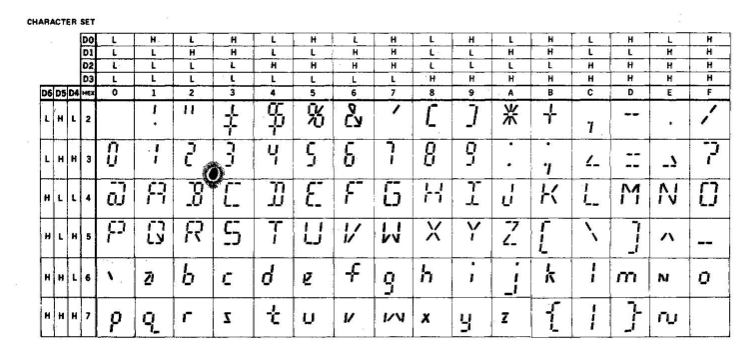 CHARACTER SET
D0 L H L H L H L H L H L H L H L H
D1 L L H H L L H H L L H H L L H H
D2 L L L L H H H H L L L L H H H H
D3 L L L L L L L L H H H H H H H H
D6 D5 D4 HEX 0 1 2 3 4 5 6 7 8 9 A B C D E F
L H L 2 ! " ‡ $ % & ' [ ] * + , -- . /
L H H 3 0 1 2 3 4 5 6 7 8 9 : ; ∠ = > ?
H L L 4 @ A B C D E F G H I J K L M N O
H L H 5 P Q R S T U V W X Y Z [ \ ] ^ _
H H L 6 ` a b c d e f g h i j k l m n o
H H H 7 p q r s t u v w x y z { | } ~